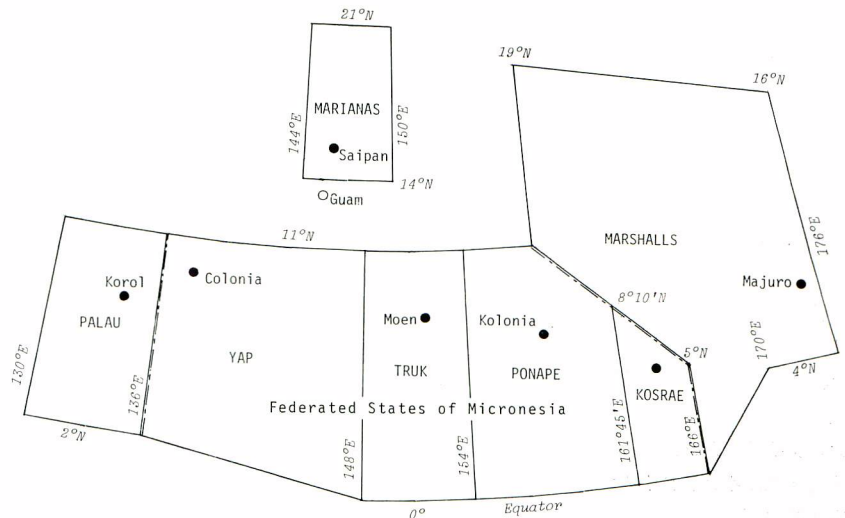 21°N
19°N
16°N
MARIANAS
144°E
150°E
Saipan
14°N
Guam
11°N
MARSHALLS
176°E
Korol
Colonia
Majuro
8°10'N
Moen
Kolonia
PALAU
YAP
TRUK
PONAPE
5°N
170°E
4°N
KOSRAE
130°E
136°E
Federated States of Micronesia
2°N
148°E
154°E
161°45'E
166°E
0°
Equator